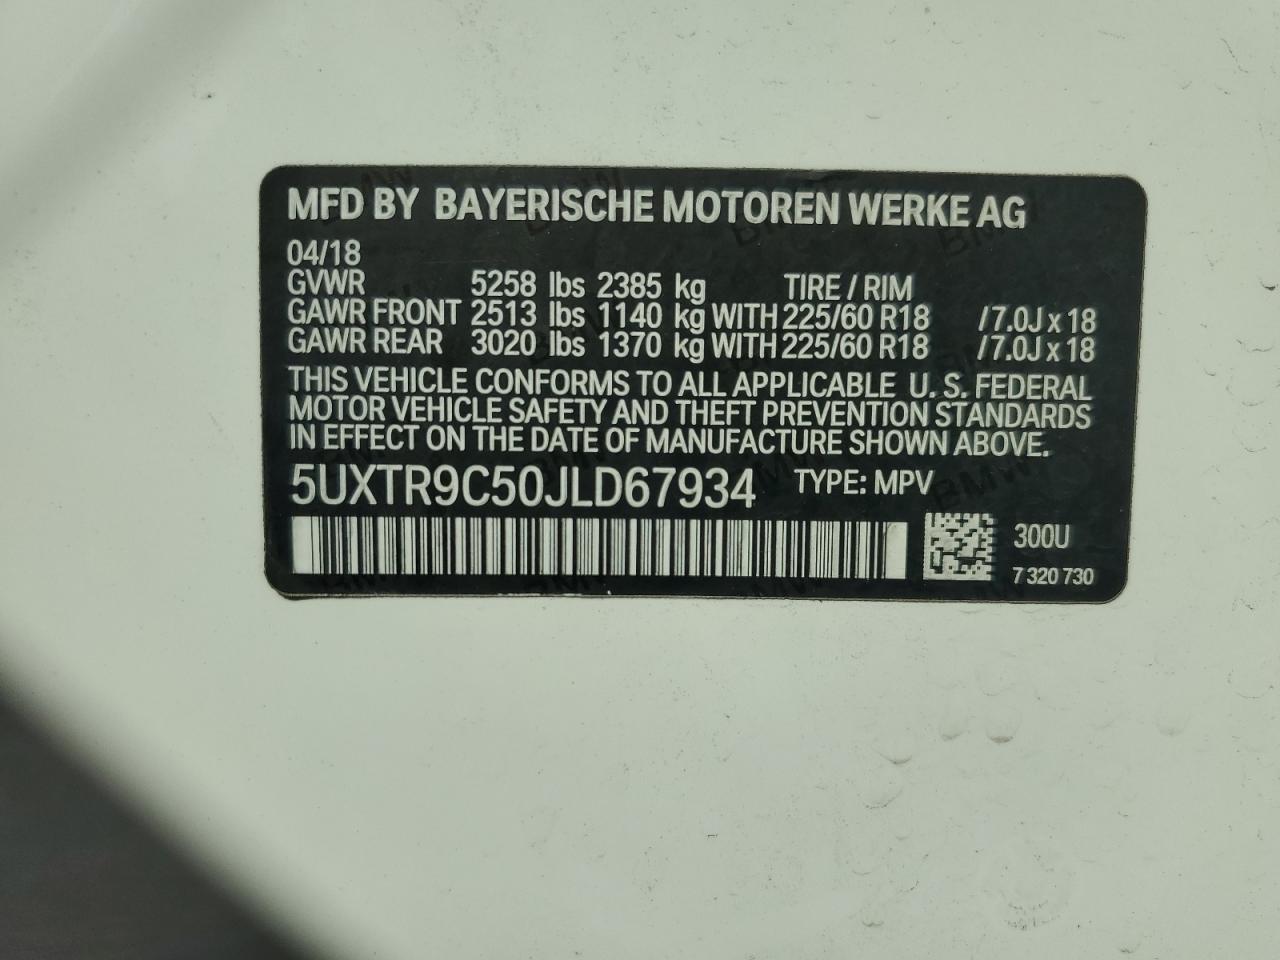 MFD BY BAYERISCHE MOTOREN WERKE AG
04/18
GVWR 5258 lbs 2385 kg TIRE / RIM
GAWR FRONT 2513 lbs 1140 kg WITH 225/60 R18 /7.0J x 18
GAWR REAR 3020 lbs 1370 kg WITH 225/60 R18 /7.0J x 18
THIS VEHICLE CONFORMS TO ALL APPLICABLE U. S. FEDERAL
MOTOR VEHICLE SAFETY AND THEFT PREVENTION STANDARDS
IN EFFECT ON THE DATE OF MANUFACTURE SHOWN ABOVE.
5UXTR9C50JLD67934 TYPE: MPV
300U
7 320 730